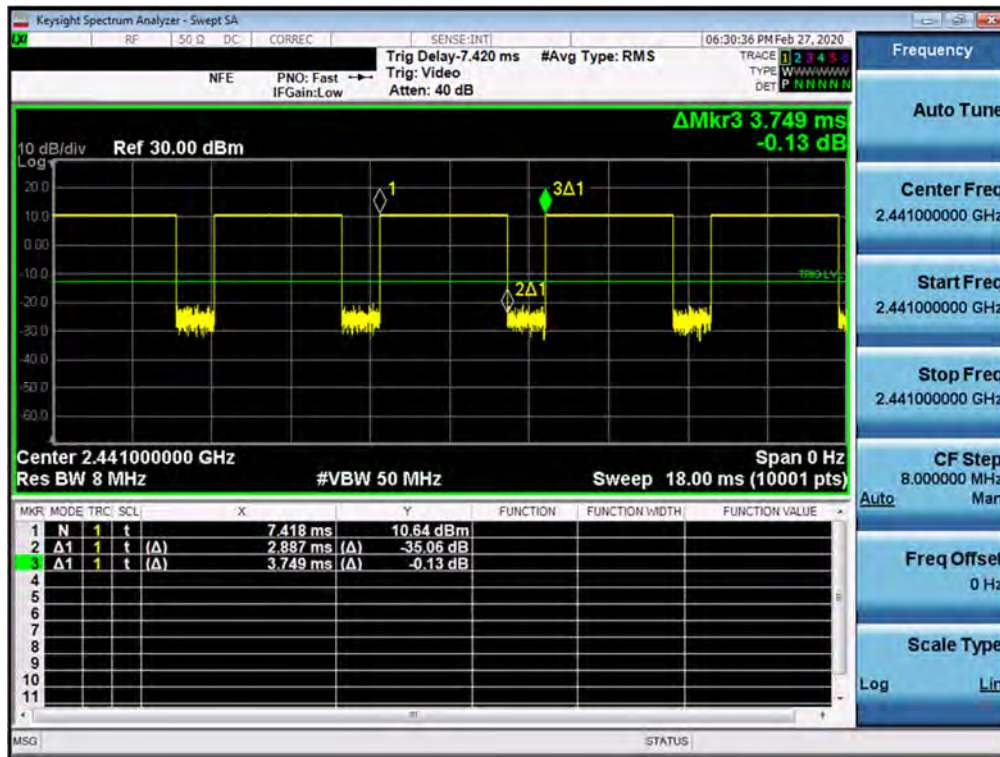 Keysight Spectrum Analyzer - Swept SA
LXI RF 50 Ω DC CORREC SENSE:INT 06:30:36 PM Feb 27, 2020
NFE PNO: Fast Trig Delay-7.420 ms #Avg Type: RMS TRACE 1 2 3 4 5 6
IFGain:Low Trig: Video TYPE WWWWWW
Atten: 40 dB DET P N N N N N
ΔMkr3 3.749 ms
-0.13 dB
10 dB/div Ref 30.00 dBm
Log
20.0
10.0
0.00
-10.0
-20.0
-30.0
-40.0
-50.0
-60.0
1
3Δ1
2Δ1
TRIG LVL
Center 2.441000000 GHz Span 0 Hz
Res BW 8 MHz #VBW 50 MHz Sweep 18.00 ms (10001 pts)
MKR MODE TRC SCL X Y FUNCTION FUNCTION WIDTH FUNCTION VALUE
1 N 1 t 7.418 ms 10.64 dBm
2 Δ1 1 t (Δ) 2.887 ms (Δ) -35.06 dB
3 Δ1 1 t (Δ) 3.749 ms (Δ) -0.13 dB
4
5
6
7
8
9
10
11
MSG STATUS
Frequency
Auto Tune
Center Freq
2.441000000 GHz
Start Freq
2.441000000 GHz
Stop Freq
2.441000000 GHz
CF Step
8.000000 MHz
Auto Man
Freq Offset
0 Hz
Scale Type
Log Lin